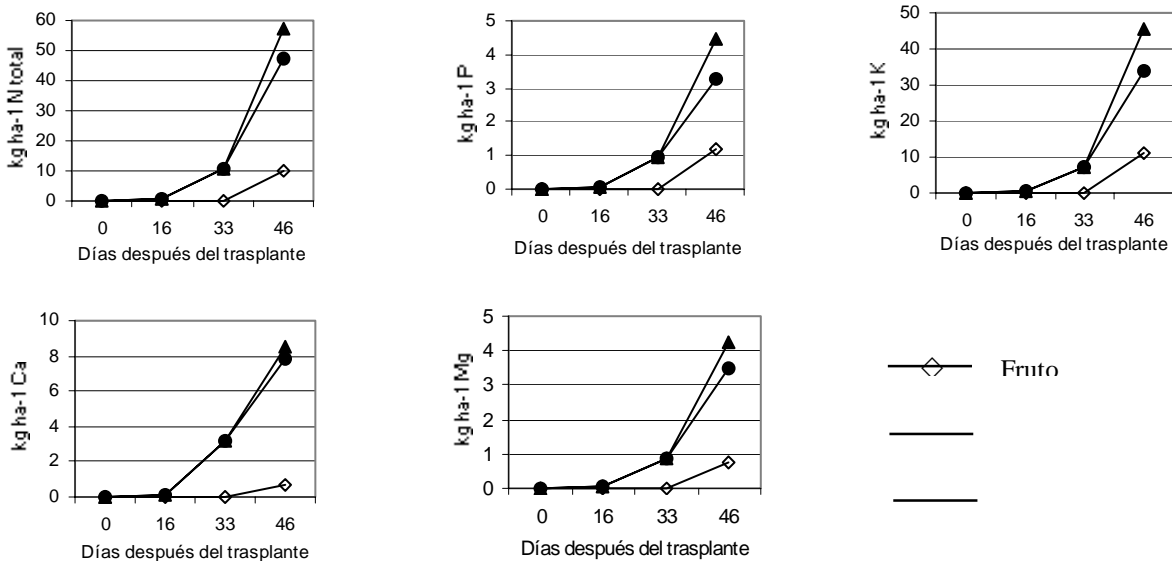 kg ha-1 N total
60
50
40
30
20
10
0
0 16 33 46
Días después del trasplante
kg ha-1 P
5
4
3
2
1
0
0 16 33 46
Días después del trasplante
kg ha-1 K
50
40
30
20
10
0
0 16 33 46
Días después del trasplante
kg ha-1 Ca
10
8
6
4
2
0
0 16 33 46
Días después del trasplante
kg ha-1 Mg
5
4
3
2
1
0
0 16 33 46
Días después del trasplante
Fruto